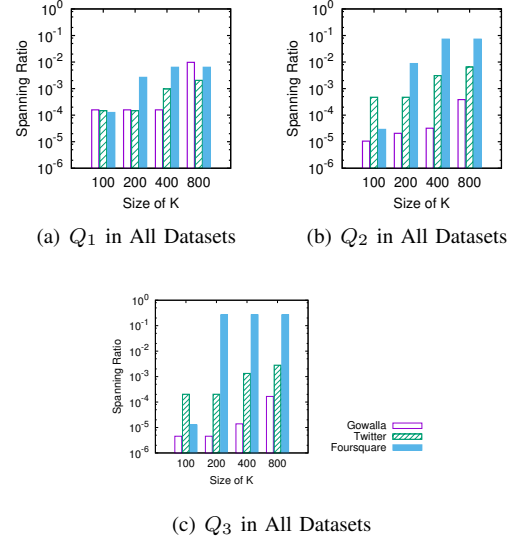 Spanning Ratio
10^0
10^-1
10^-2
10^-3
10^-4
10^-5
10^-6
100 200 400 800
Size of K
(a) Q_1 in All Datasets
Spanning Ratio
10^0
10^-1
10^-2
10^-3
10^-4
10^-5
10^-6
100 200 400 800
Size of K
(b) Q_2 in All Datasets
Spanning Ratio
10^0
10^-1
10^-2
10^-3
10^-4
10^-5
10^-6
100 200 400 800
Size of K
Gowalla
Twitter
Foursquare
(c) Q_3 in All Datasets